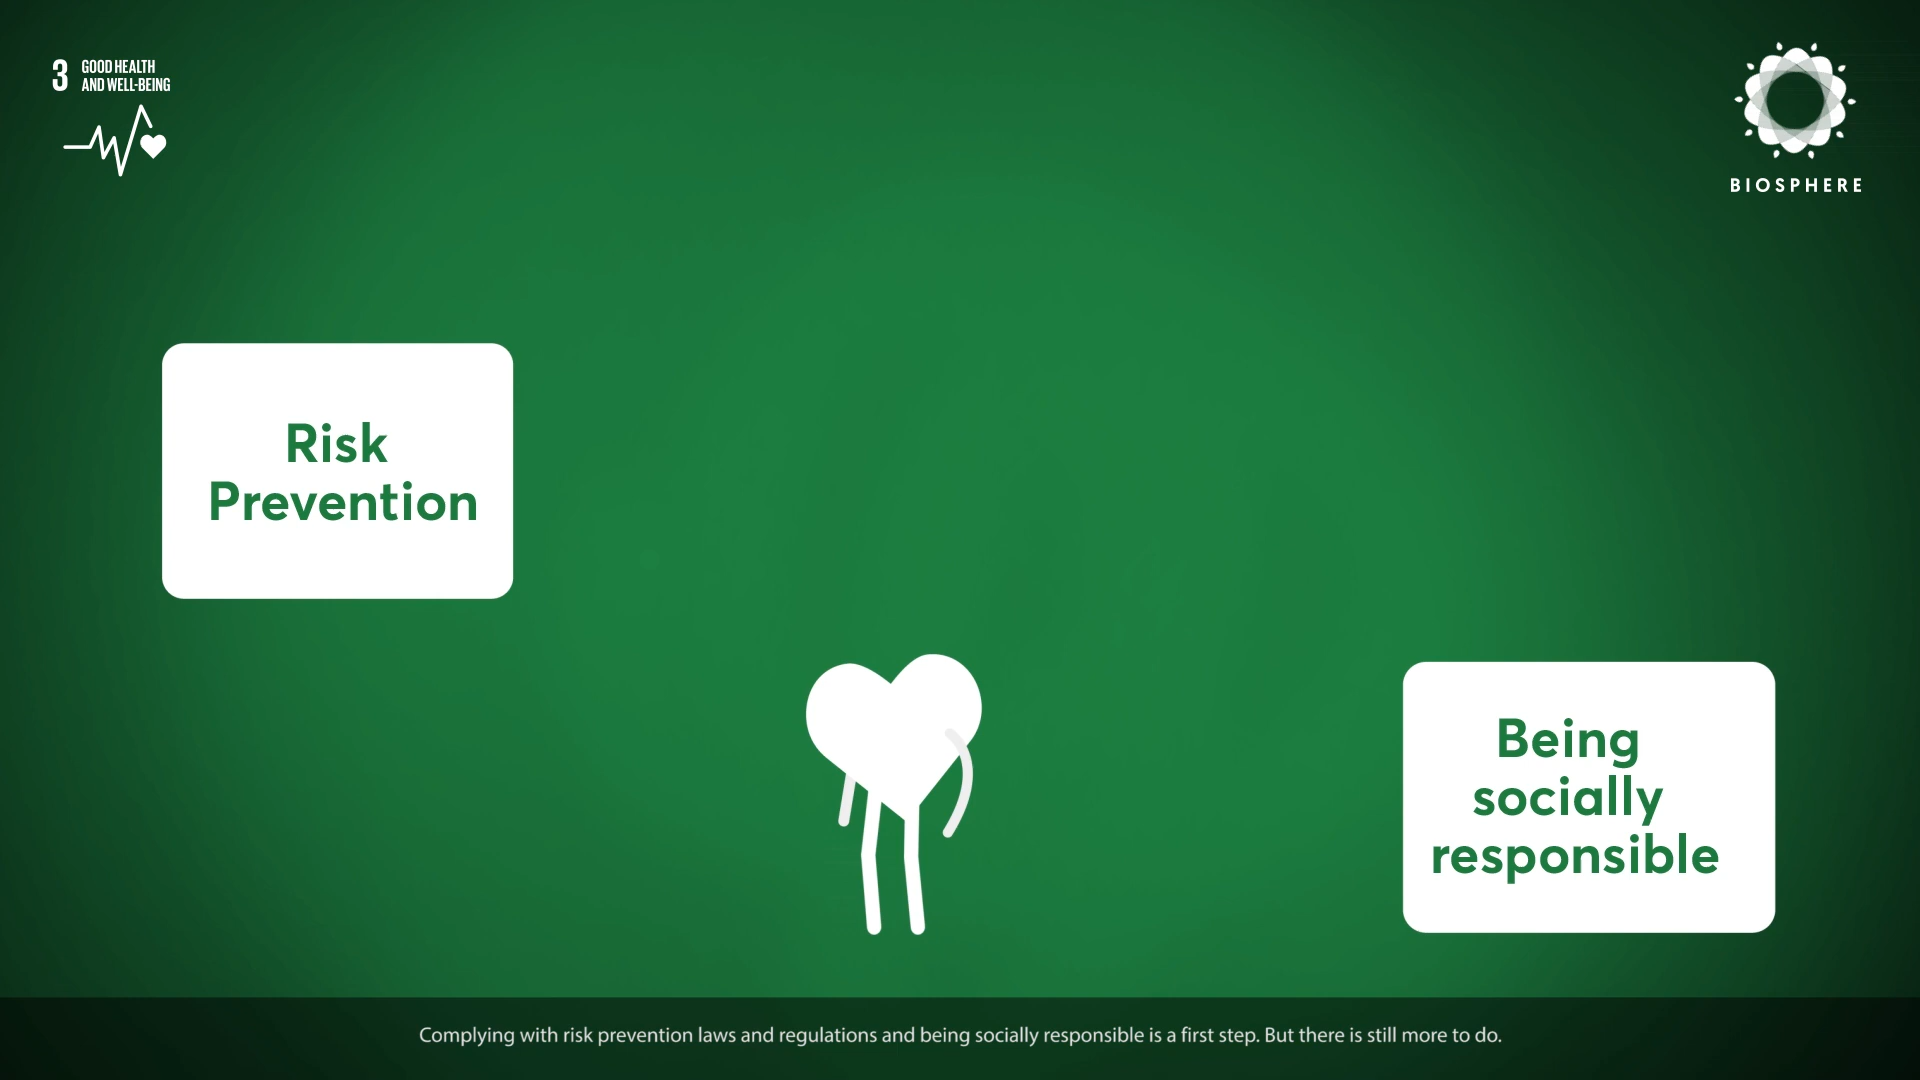 3 GOOD HEALTH
AND WELL-BEING
BIOSPHERE
Risk
Prevention
Being
socially
responsible
Complying with risk prevention laws and regulations and being socially responsible is a first step. But there is still more to do.